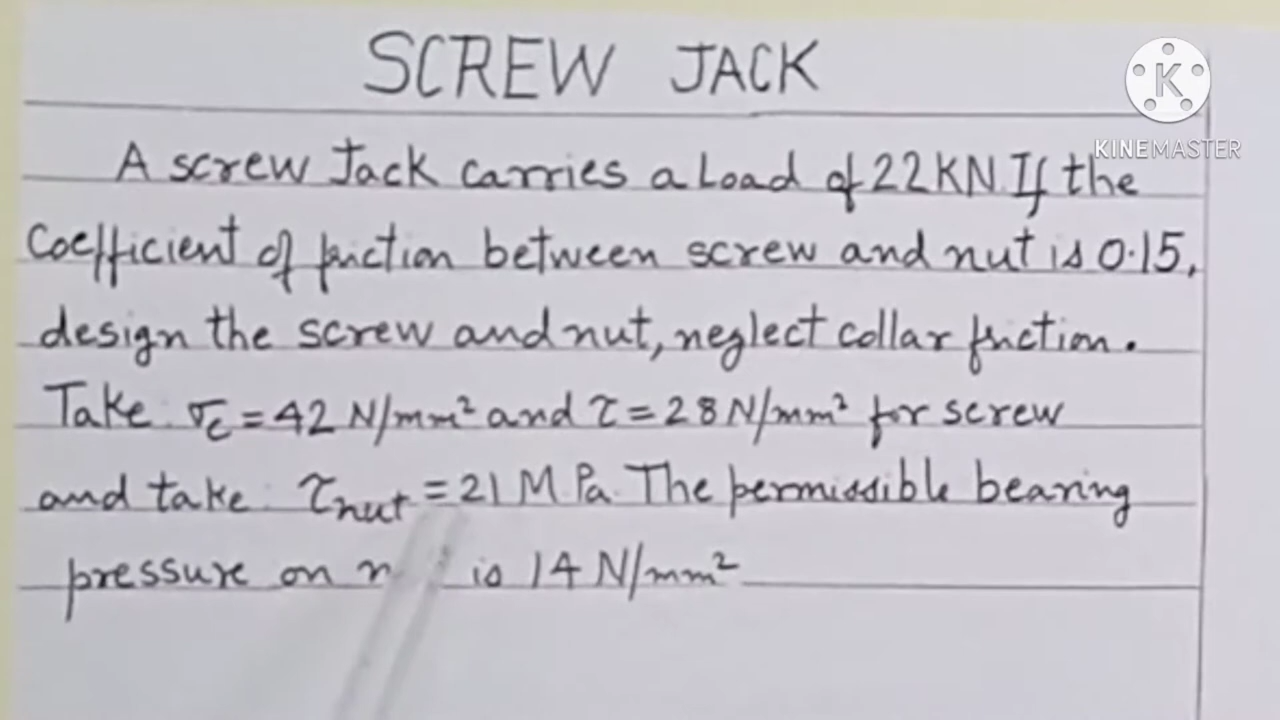 SCREW JACK
K
KINEMASTER
A screw Jack carries a Load of 22KN. If the
coefficient of friction between screw and nut is 0.15,
design the screw and nut, neglect collar friction.
Take σc = 42 N/mm² and τ = 28 N/mm² for screw
and take τnut = 21 M Pa. The permissible bearing
pressure on is 14 N/mm²